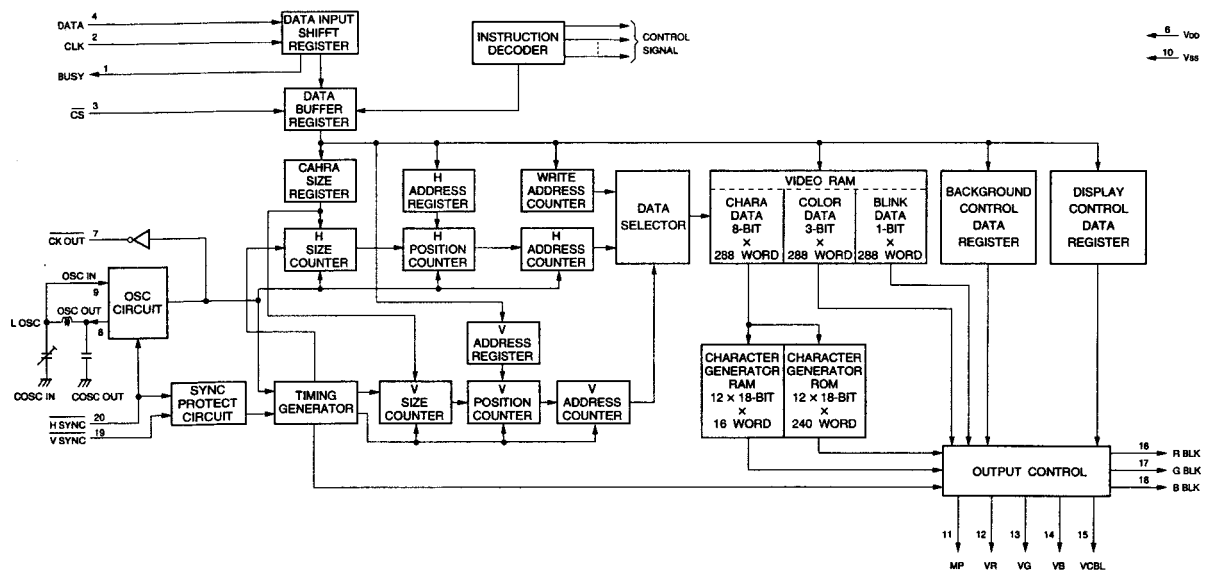 DATA 4
CLK 2
BUSY 1
CS 3
DATA INPUT
SHIFFT
REGISTER
INSTRUCTION
DECODER
CONTROL
SIGNAL
6 VDD
10 VSS
DATA
BUFFER
REGISTER
CAHRA
SIZE
REGISTER
H
ADDRESS
REGISTER
WRITE
ADDRESS
COUNTER
DATA
SELECTOR
VIDEO RAM
CHARA
DATA
8-BIT
×
288 WORD
COLOR
DATA
3-BIT
×
288 WORD
BLINK
DATA
1-BIT
×
288 WORD
BACKGROUND
CONTROL
DATA
REGISTER
DISPLAY
CONTROL
DATA
REGISTER
CK OUT 7
H
SIZE
COUNTER
H
POSITION
COUNTER
H
ADDRESS
COUNTER
OSC IN
9
OSC
CIRCUIT
L OSC
OSC OUT
8
COSC IN
COSC OUT
V
ADDRESS
REGISTER
H SYNC 20
V SYNC 19
SYNC
PROTECT
CIRCUIT
TIMING
GENERATOR
V
SIZE
COUNTER
V
POSITION
COUNTER
V
ADDRESS
COUNTER
CHARACTER
GENERATOR
RAM
12 × 18-BIT
×
16 WORD
CHARACTER
GENERATOR
ROM
12 × 18-BIT
×
240 WORD
OUTPUT CONTROL
16 R BLK
17 G BLK
18 B BLK
11 12 13 14 15
MP VR VG VB VCBL